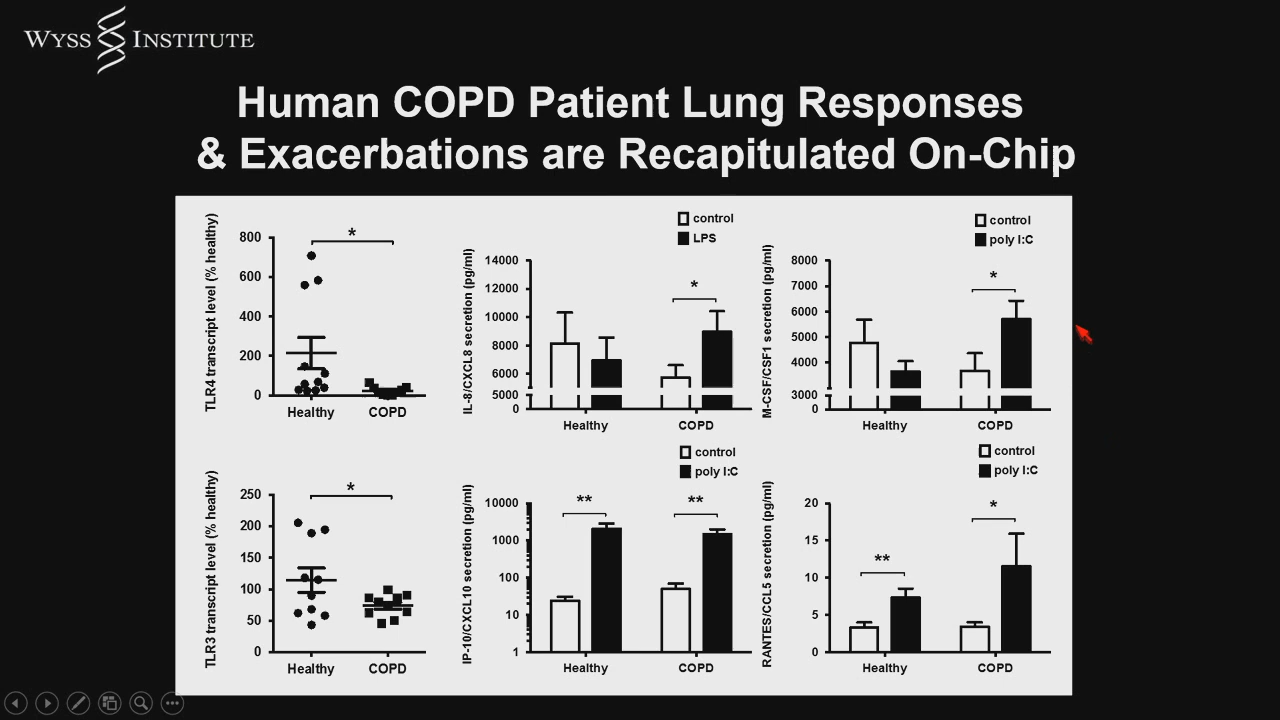 WYSS INSTITUTE
Human COPD Patient Lung Responses
& Exacerbations are Recapitulated On-Chip
TLR4 transcript level (% healthy)
800
600
400
200
0
*
Healthy
COPD
IL-8/CXCL8 secretion (pg/ml)
control
LPS
14000
12000
10000
8000
6000
5000
0
*
Healthy
COPD
M-CSF/CSF1 secretion (pg/ml)
control
poly I:C
8000
7000
6000
5000
4000
3000
0
*
Healthy
COPD
TLR3 transcript level (% healthy)
250
200
150
100
50
0
*
Healthy
COPD
IP-10/CXCL10 secretion (pg/ml)
control
poly I:C
10000
1000
100
10
1
**
**
Healthy
COPD
RANTES/CCL5 secretion (pg/ml)
control
poly I:C
20
15
10
5
0
**
*
Healthy
COPD